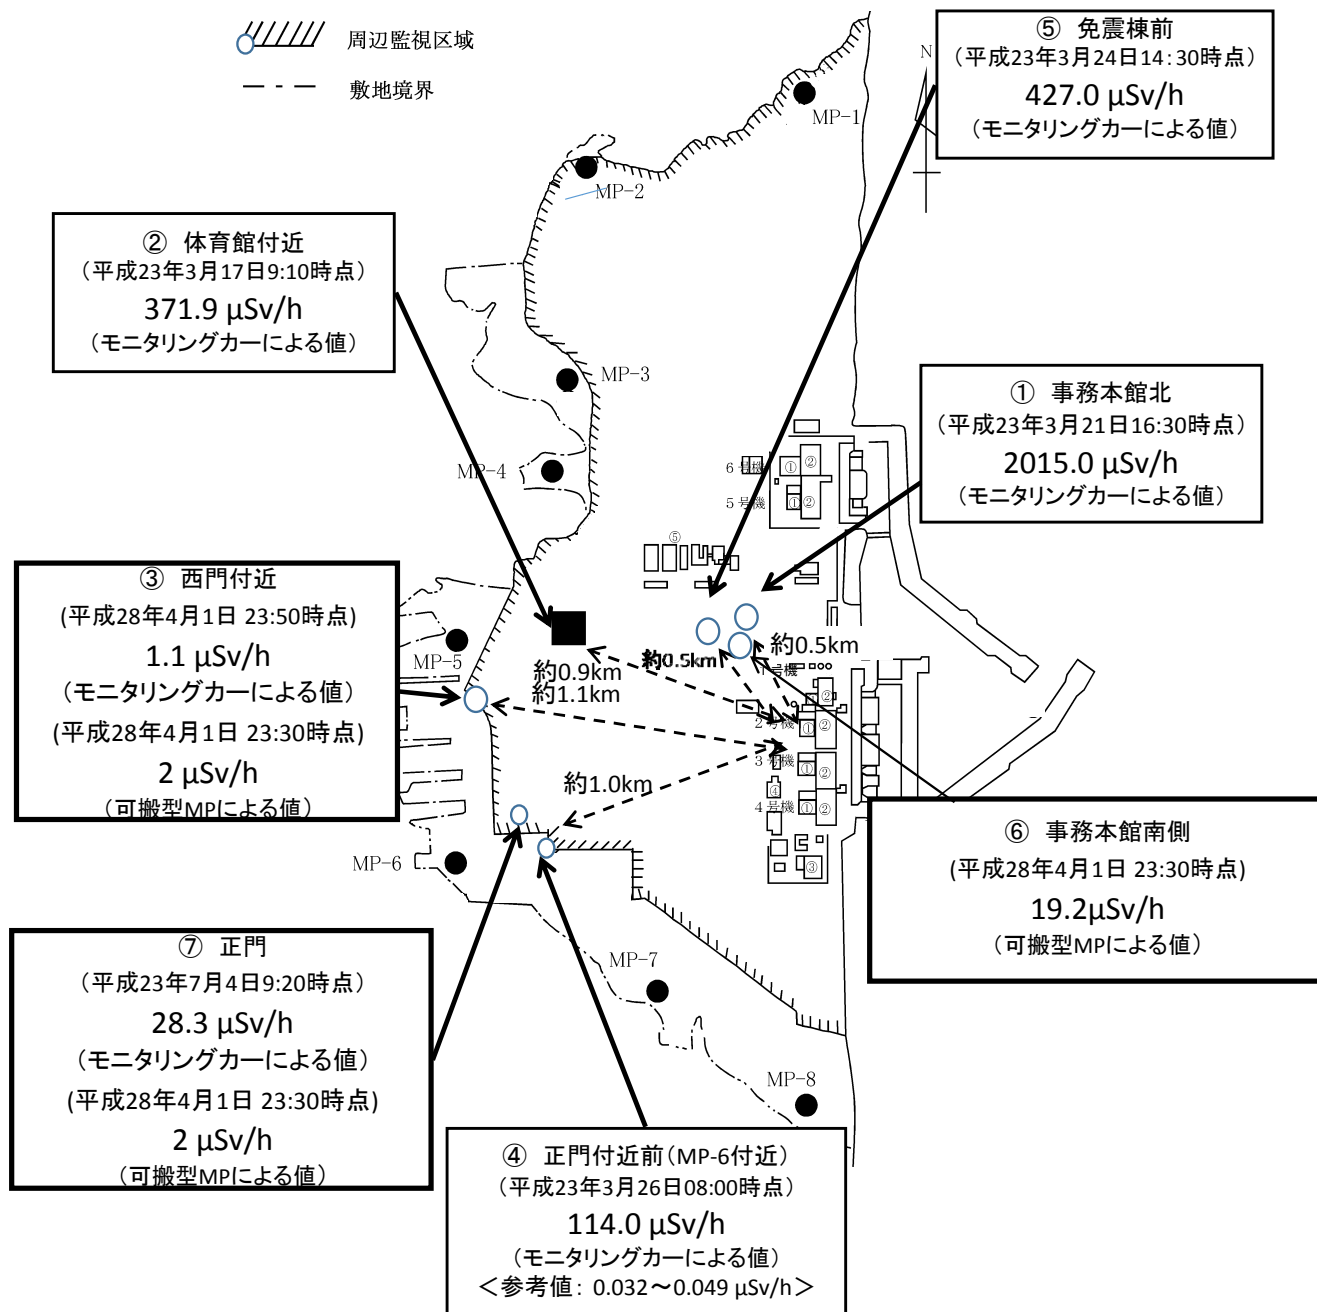 周辺監視区域
敷地境界
⑤ 免震棟前
（平成23年3月24日14:30時点）
427.0 μSv/h
（モニタリングカーによる値）
N
MP-1
MP-2
② 体育館付近
（平成23年3月17日9:10時点）
371.9 μSv/h
（モニタリングカーによる値）
MP-3
① 事務本館北
（平成23年3月21日16:30時点）
2015.0 μSv/h
（モニタリングカーによる値）
MP-4
6号機
①
②
5号機
①
②
⑤
③ 西門付近
(平成28年4月1日 23:50時点)
1.1 μSv/h
（モニタリングカーによる値）
(平成28年4月1日 23:30時点)
2 μSv/h
（可搬型MPによる値）
MP-5
約0.9km
約1.1km
約0.5km
約0.5km
1号機
②
2号機
①
②
3号機
①
②
約1.0km
④
4号機
①
②
③
MP-6
⑥ 事務本館南側
(平成28年4月1日 23:30時点)
19.2μSv/h
（可搬型MPによる値）
⑦ 正門
（平成23年7月4日9:20時点）
28.3 μSv/h
（モニタリングカーによる値）
(平成28年4月1日 23:30時点)
2 μSv/h
（可搬型MPによる値）
MP-7
MP-8
④ 正門付近前（MP-6付近）
（平成23年3月26日08:00時点）
114.0 μSv/h
（モニタリングカーによる値）
＜参考値: 0.032～0.049 μSv/h＞